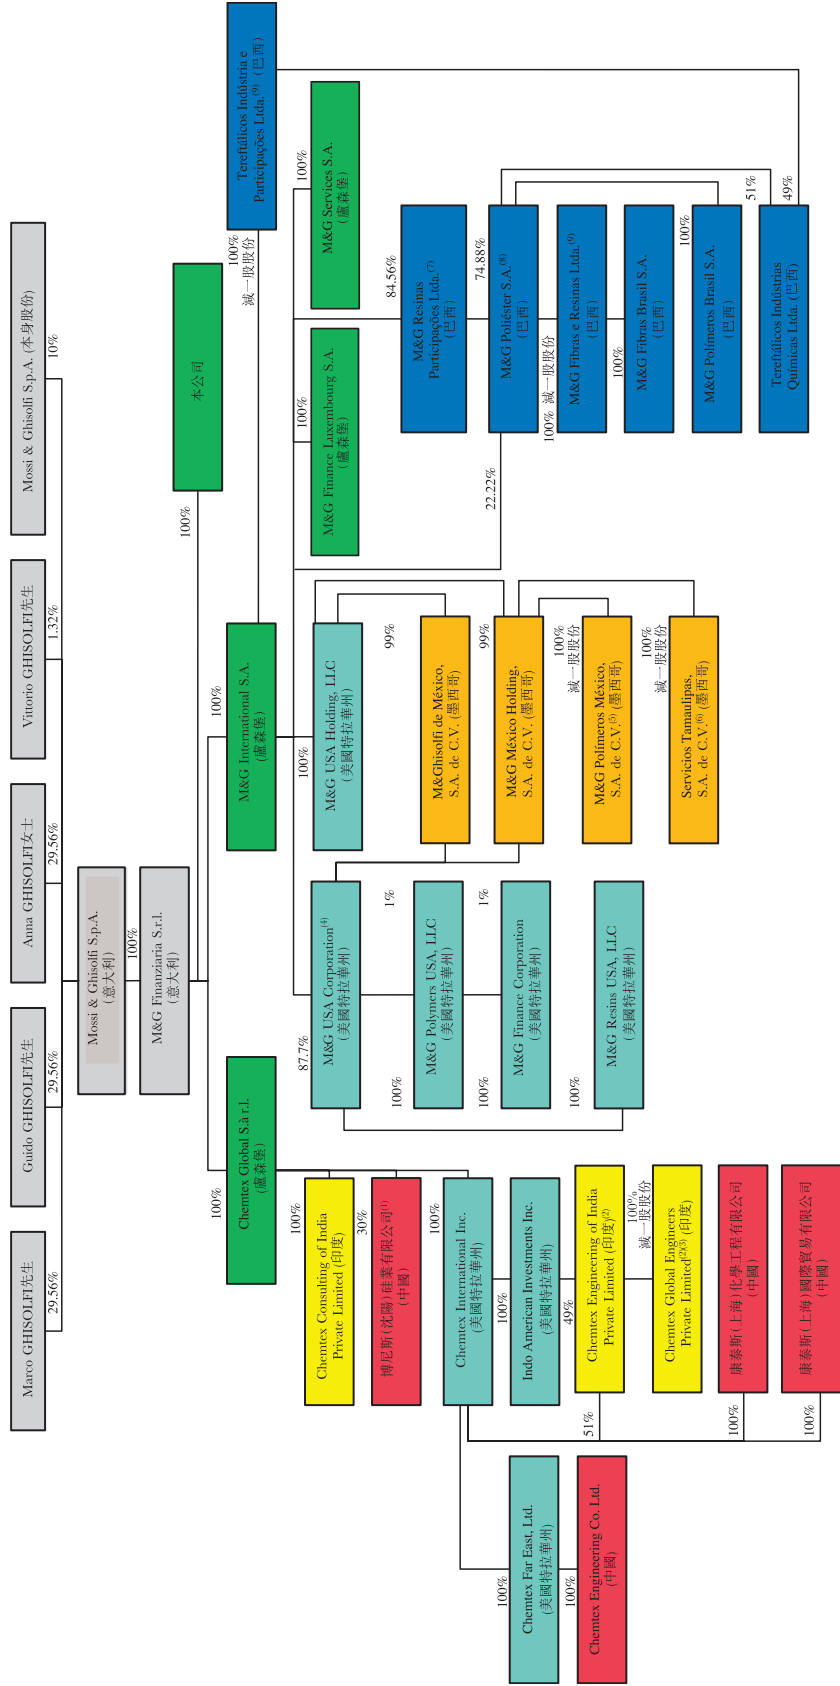 Marco GHISOLFI先生
Guido GHISOLFI先生
Anna GHISOLFI女士
Vittorio GHISOLFI先生
Mossi & Ghisolfi S.p.A. (本身股份)
29.56%
29.56%
29.56%
1.32%
10%
Mossi & Ghisolfi S.p.A.
(意大利)
100%
M&G Finanziaria S.r.l.
(意大利)
100%
本公司
100%
Chemtex Global S.à r.l.
(盧森堡)
100%
M&G International S.A.
(盧森堡)
100%
減一股股份
Tereftálicos Indústria e
Participações Ltda.(9) (巴西)
100%
Chemtex Consulting of India
Private Limited (印度)
30%
博尼斯(沈陽)硅業有限公司(1)
(中國)
100%
Chemtex International Inc.
(美國特拉華州)
100%
Indo American Investments Inc.
(美國特拉華州)
49%
51%
Chemtex Engineering of India
Private Limited (印度)(2)
100%
減一股股份
Chemtex Global Engineers
Private Limited(2)(3) (印度)
100%
康泰斯(上海)化學工程有限公司
(中國)
100%
康泰斯(上海)國際貿易有限公司
(中國)
100%
Chemtex Far East, Ltd.
(美國特拉華州)
100%
Chemtex Engineering Co. Ltd.
(中國)
87.7%
M&G USA Corporation(4)
(美國特拉華州)
100%
1%
M&G Polymers USA, LLC
(美國特拉華州)
100%
1%
M&G Finance Corporation
(美國特拉華州)
100%
M&G Resins USA, LLC
(美國特拉華州)
100%
M&G USA Holding, LLC
(美國特拉華州)
99%
M&Ghisolfi de México,
S.A. de C.V. (墨西哥)
99%
M&G México Holding,
S.A. de C.V. (墨西哥)
100%
減一股股份
M&G Polímeros México,
S.A. de C.V.(5) (墨西哥)
100%
減一股股份
Servicios Tamaulipas,
S.A. de C.V.(6) (墨西哥)
100%
M&G Finance Luxembourg S.A.
(盧森堡)
100%
M&G Services S.A.
(盧森堡)
84.56%
M&G Resinas
Participações Ltda.(7)
(巴西)
22.22%
74.88%
M&G Poliéster S.A.(8)
(巴西)
100% 減一股股份
M&G Fibras e Resinas Ltda.(9)
(巴西)
100%
M&G Fibras Brasil S.A.
(巴西)
100%
M&G Polímeros Brasil S.A.
(巴西)
51%
49%
Tereftálicos Indústrias
Químicas Ltda. (巴西)